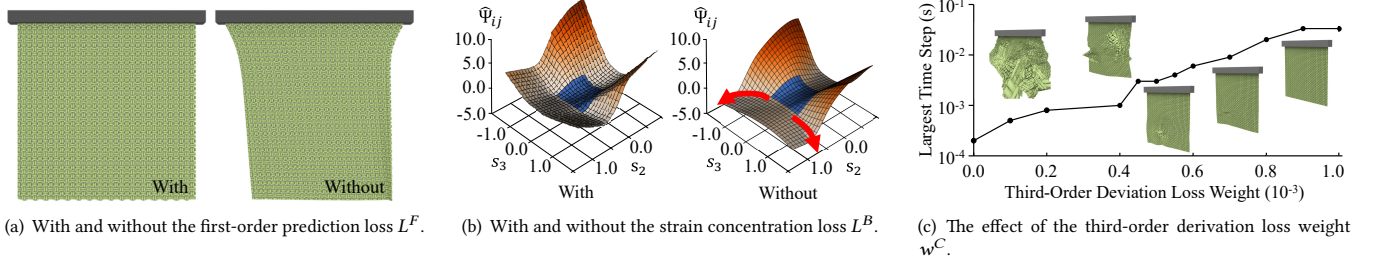 With
Without
(a) With and without the first-order prediction loss L^F.
Ψ̂ij
10.0
5.0
0.0
-5.0
-1.0
0.0
1.0
s3
0.0
1.0
s2
With
Ψ̂ij
10.0
5.0
0.0
-5.0
-1.0
0.0
1.0
s3
0.0
1.0
s2
Without
(b) With and without the strain concentration loss L^B.
Largest Time Step (s)
10^-1
10^-2
10^-3
10^-4
0.0 0.2 0.4 0.6 0.8 1.0
Third-Order Deviation Loss Weight (10^-3)
(c) The effect of the third-order derivation loss weight
w^C.